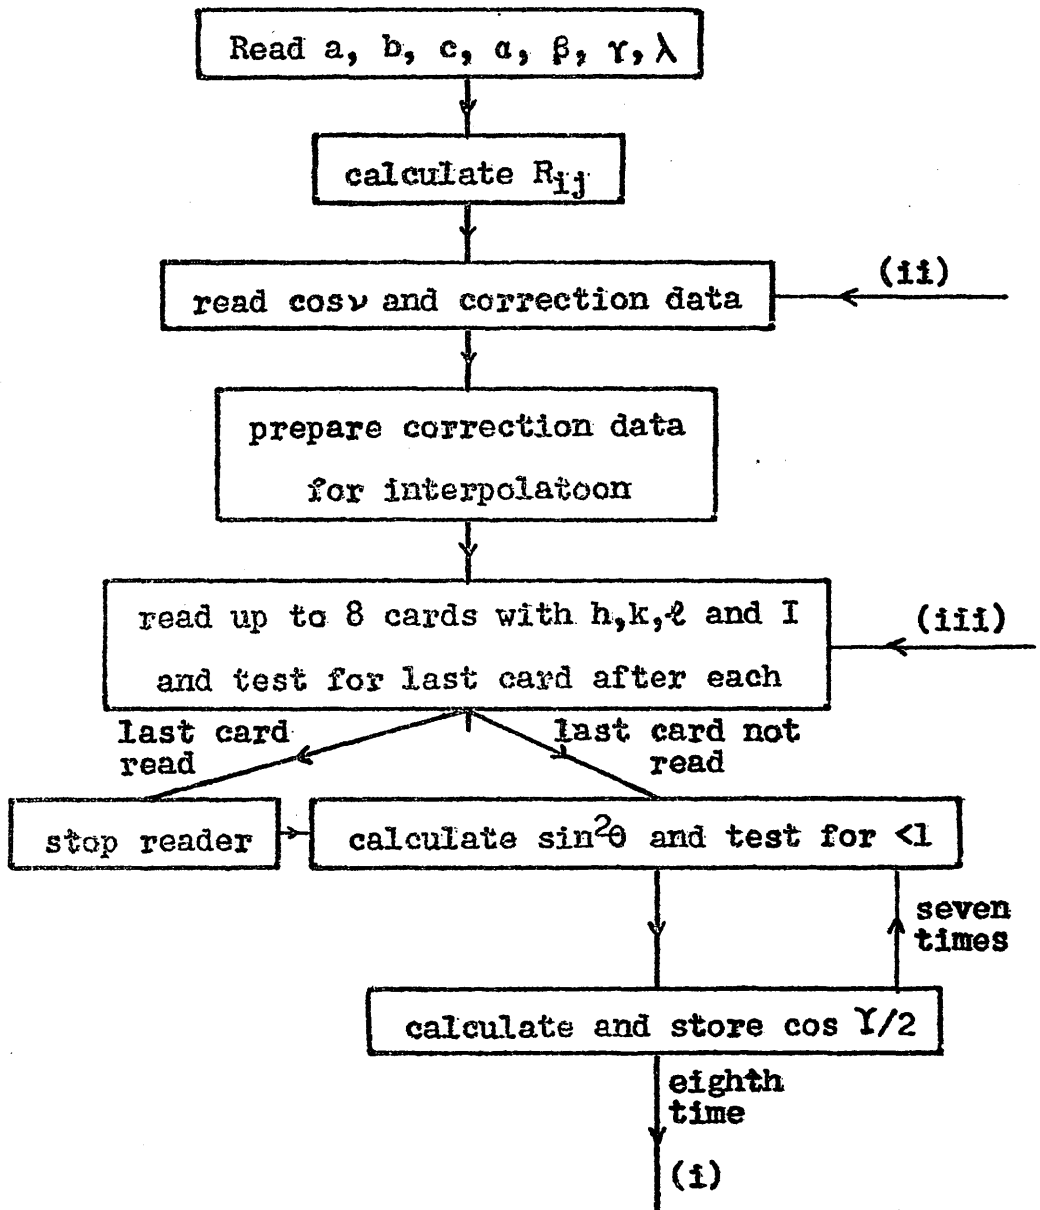 Read a, b, c, α, β, γ, λ
calculate Rij
read cosν and correction data
(ii)
prepare correction data
for interpolatoon
read up to 8 cards with h,k,ℓ and I
and test for last card after each
(iii)
last card
read
last card not
read
stop reader
calculate sin²θ and test for <1
seven
times
calculate and store cos Υ/2
eighth
time
(i)